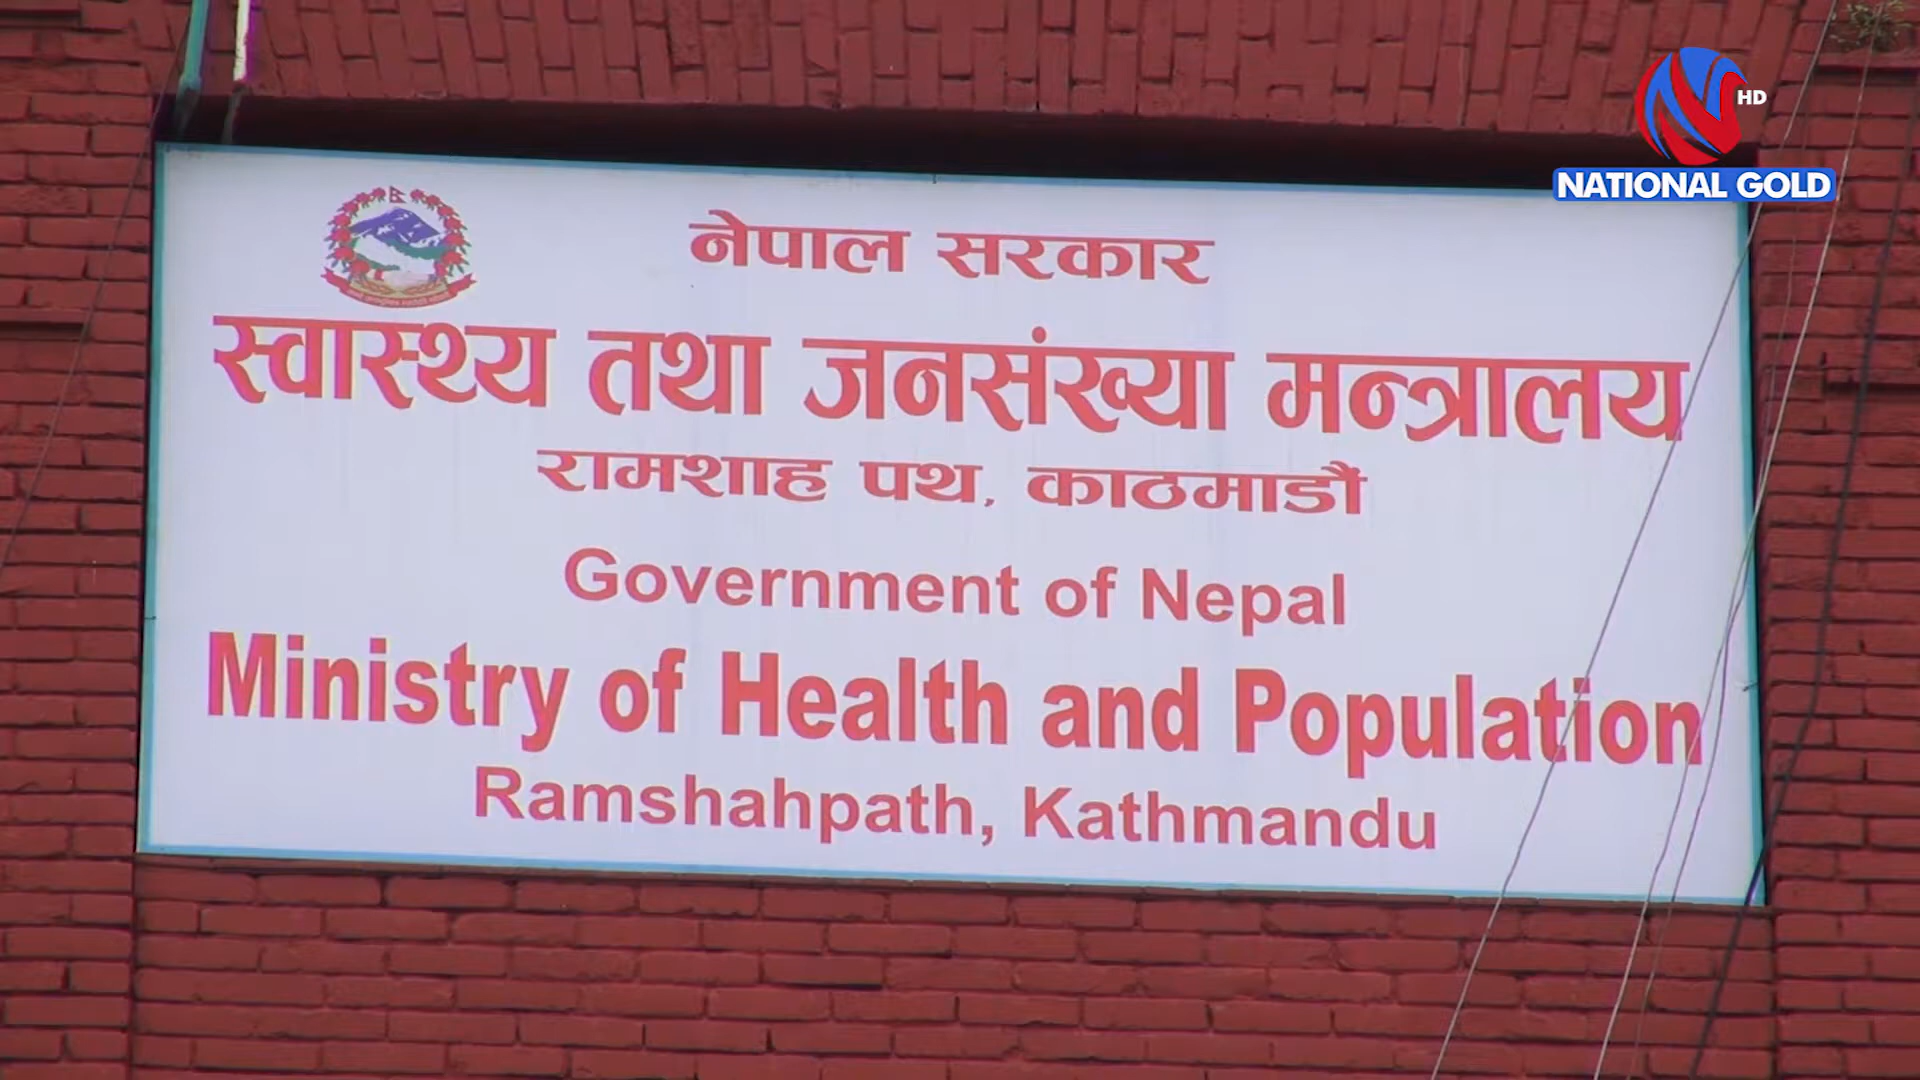 HD
NATIONAL GOLD
नेपाल सरकार
स्वास्थ्य तथा जनसंख्या मन्त्रालय
रामशाह पथ, काठमाडौं
Government of Nepal
Ministry of Health and Population
Ramshahpath, Kathmandu